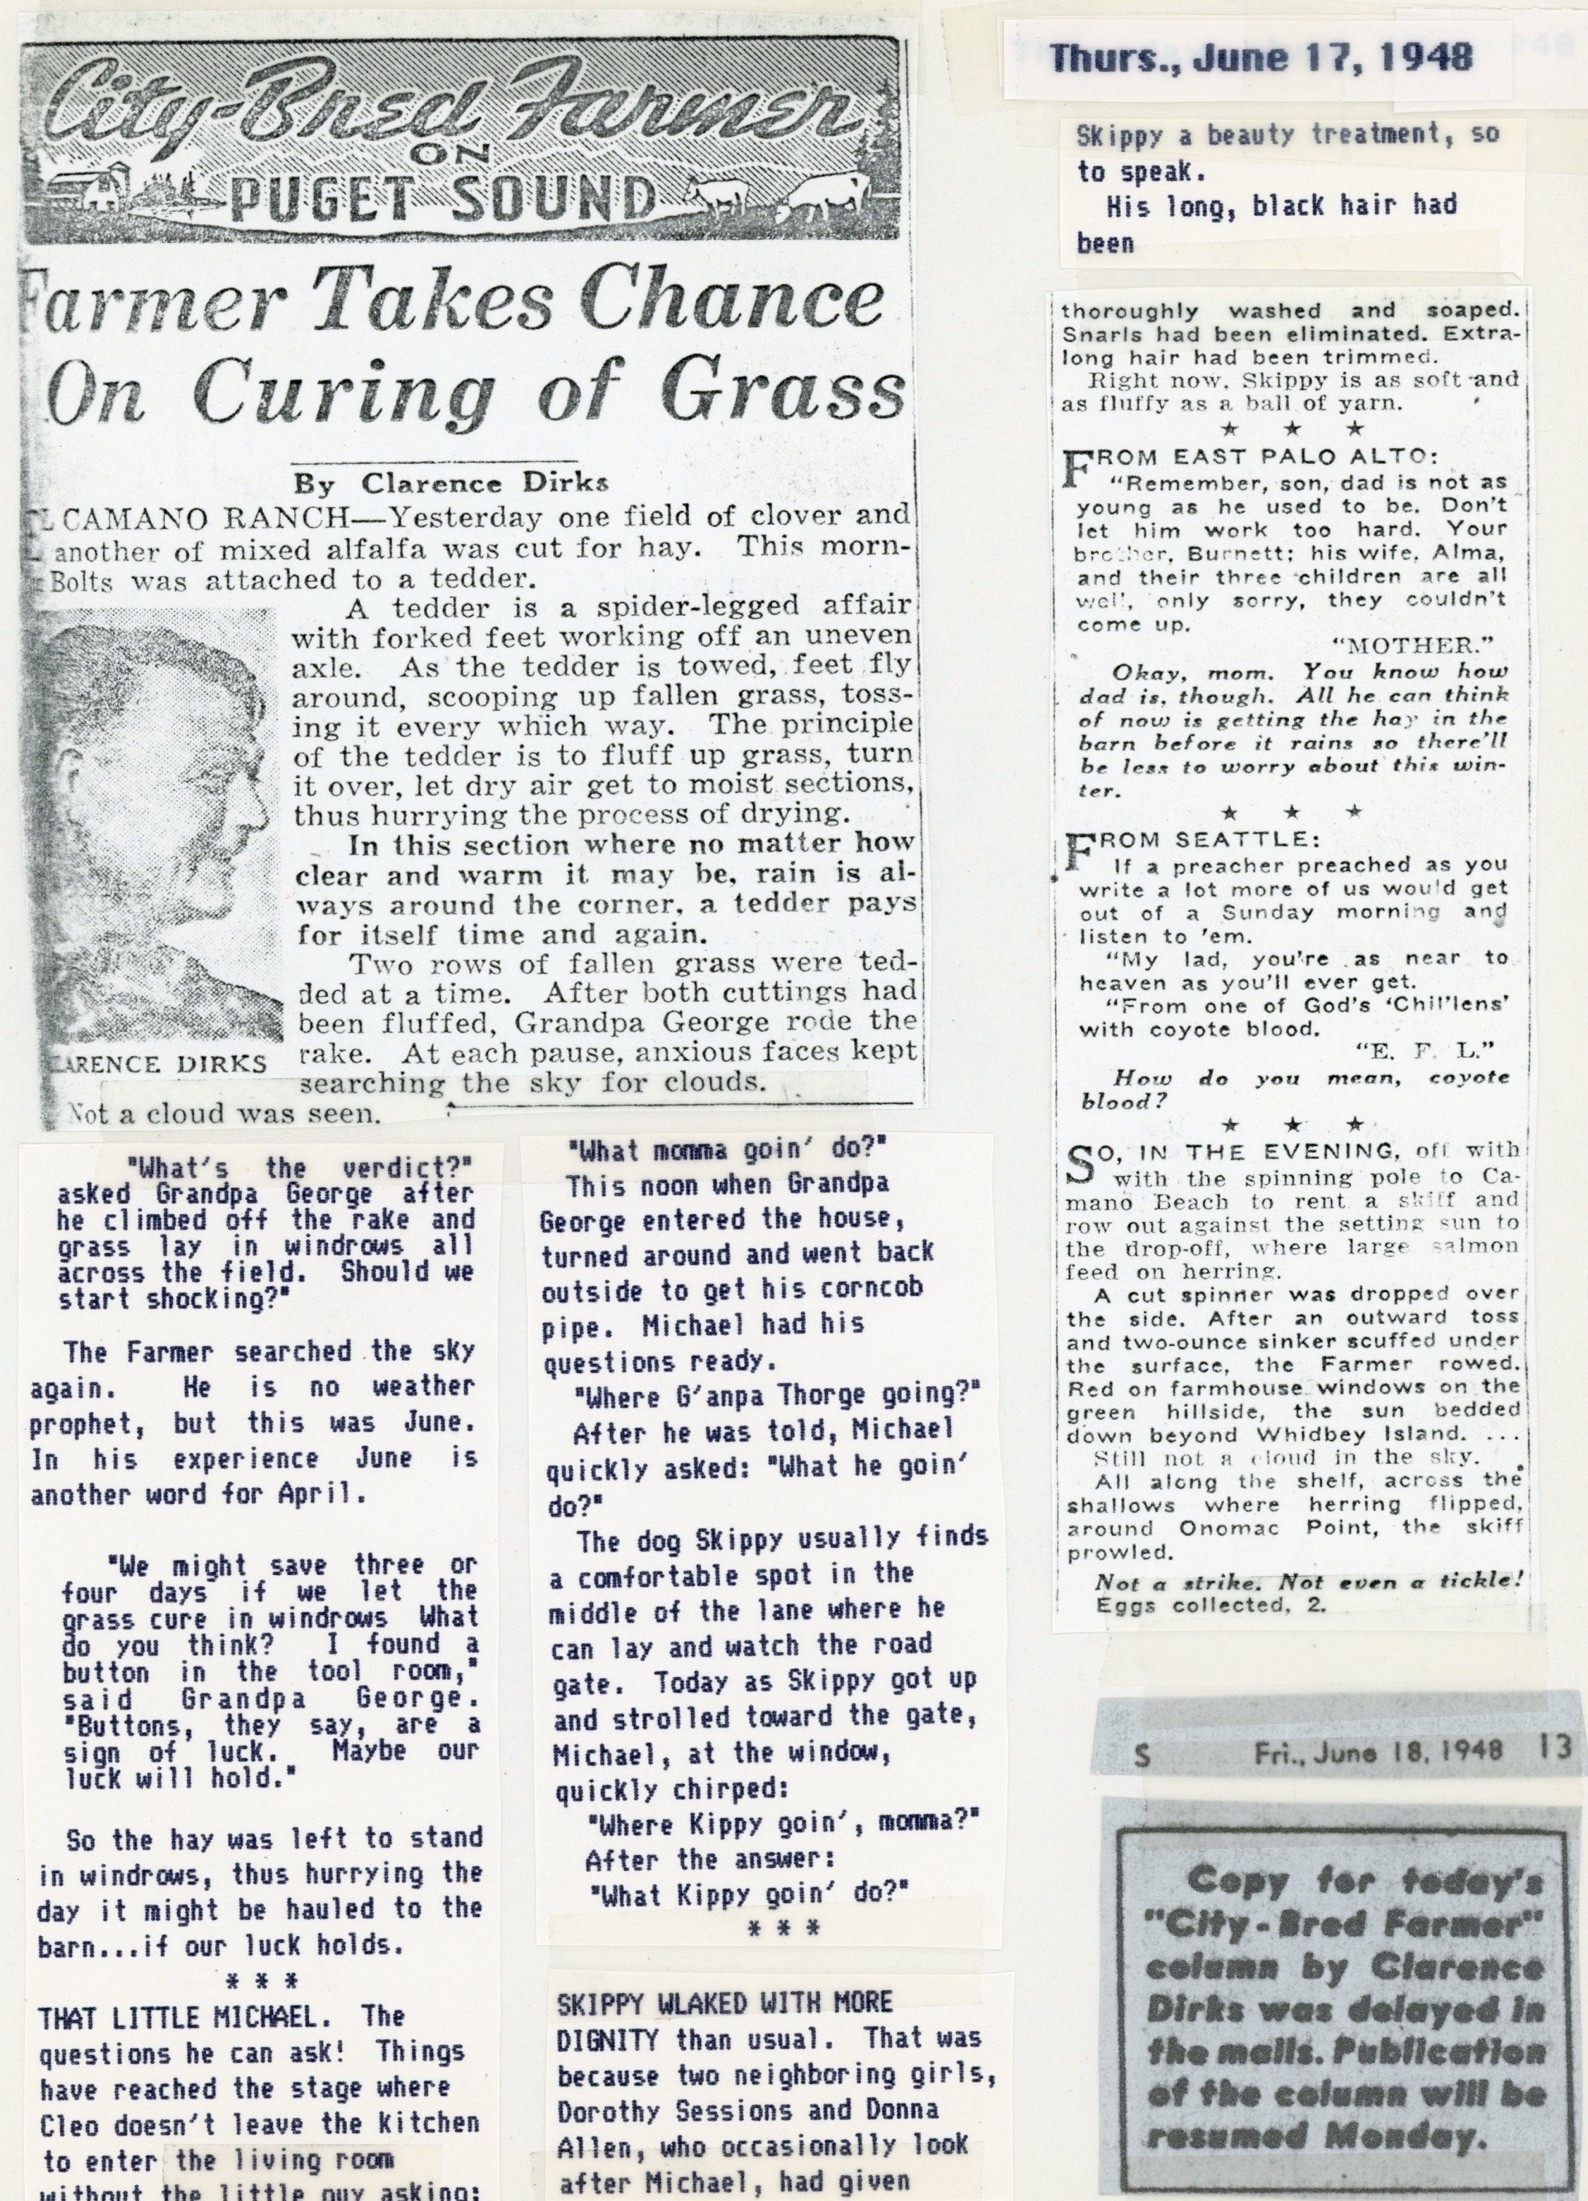 City-Bred Farmer
ON
PUGET SOUND
Farmer Takes Chance
On Curing of Grass
By Clarence Dirks
CAMANO RANCH—Yesterday one field of clover and
another of mixed alfalfa was cut for hay. This morn-
Bolts was attached to a tedder.
A tedder is a spider-legged affair
with forked feet working off an uneven
axle. As the tedder is towed, feet fly
around, scooping up fallen grass, toss-
ing it every which way. The principle
of the tedder is to fluff up grass, turn
it over, let dry air get to moist sections,
thus hurrying the process of drying.
In this section where no matter how
clear and warm it may be, rain is al-
ways around the corner, a tedder pays
for itself time and again.
Two rows of fallen grass were ted-
ded at a time. After both cuttings had
been fluffed, Grandpa George rode the
rake. At each pause, anxious faces kept
searching the sky for clouds.
ARENCE DIRKS
Not a cloud was seen.
"What's the verdict?"
asked Grandpa George after
he climbed off the rake and
grass lay in windrows all
across the field. Should we
start shocking?"
The Farmer searched the sky
again. He is no weather
prophet, but this was June.
In his experience June is
another word for April.
"We might save three or
four days if we let the
grass cure in windrows What
do you think? I found a
button in the tool room,"
said Grandpa George.
"Buttons, they say, are a
sign of luck. Maybe our
luck will hold."
So the hay was left to stand
in windrows, thus hurrying the
day it might be hauled to the
barn...if our luck holds.
* * *
THAT LITTLE MICHAEL. The
questions he can ask! Things
have reached the stage where
Cleo doesn't leave the kitchen
to enter the living room
without the little guy asking:
"What momma goin' do?"
This noon when Grandpa
George entered the house,
turned around and went back
outside to get his corncob
pipe. Michael had his
questions ready.
"Where G'anpa Thorge going?"
After he was told, Michael
quickly asked: "What he goin'
do?"
The dog Skippy usually finds
a comfortable spot in the
middle of the lane where he
can lay and watch the road
gate. Today as Skippy got up
and strolled toward the gate,
Michael, at the window,
quickly chirped:
"Where Kippy goin', momma?"
After the answer:
"What Kippy goin' do?"
* * *
SKIPPY WLAKED WITH MORE
DIGNITY than usual. That was
because two neighboring girls,
Dorothy Sessions and Donna
Allen, who occasionally look
after Michael, had given
Thurs., June 17, 1948
Skippy a beauty treatment, so
to speak.
His long, black hair had
been
thoroughly washed and soaped.
Snarls had been eliminated. Extra-
long hair had been trimmed.
Right now, Skippy is as soft and
as fluffy as a ball of yarn.
★ ★ ★
FROM EAST PALO ALTO:
"Remember, son, dad is not as
young as he used to be. Don't
let him work too hard. Your
brother, Burnett; his wife, Alma,
and their three children are all
well, only sorry, they couldn't
come up.
"MOTHER."
Okay, mom. You know how
dad is, though. All he can think
of now is getting the hay in the
barn before it rains so there'll
be less to worry about this win-
ter.
★ ★ ★
FROM SEATTLE:
If a preacher preached as you
write a lot more of us would get
out of a Sunday morning and
listen to 'em.
"My lad, you're as near to
heaven as you'll ever get.
"From one of God's 'Chil'lens'
with coyote blood.
"E. F. L."
How do you mean, coyote
blood?
★ ★ ★
SO, IN THE EVENING, off with
with the spinning pole to Ca-
mano Beach to rent a skiff and
row out against the setting sun to
the drop-off, where large salmon
feed on herring.
A cut spinner was dropped over
the side. After an outward toss
and two-ounce sinker scuffed under
the surface, the Farmer rowed.
Red on farmhouse windows on the
green hillside, the sun bedded
down beyond Whidbey Island. ...
Still not a cloud in the sky.
All along the shelf, across the
shallows where herring flipped,
around Onomac Point, the skiff
prowled.
Not a strike. Not even a tickle!
Eggs collected, 2.
S Fri., June 18, 1948 13
Copy for today's
"City-Bred Farmer"
column by Clarence
Dirks was delayed in
the mails. Publication
of the column will be
resumed Monday.